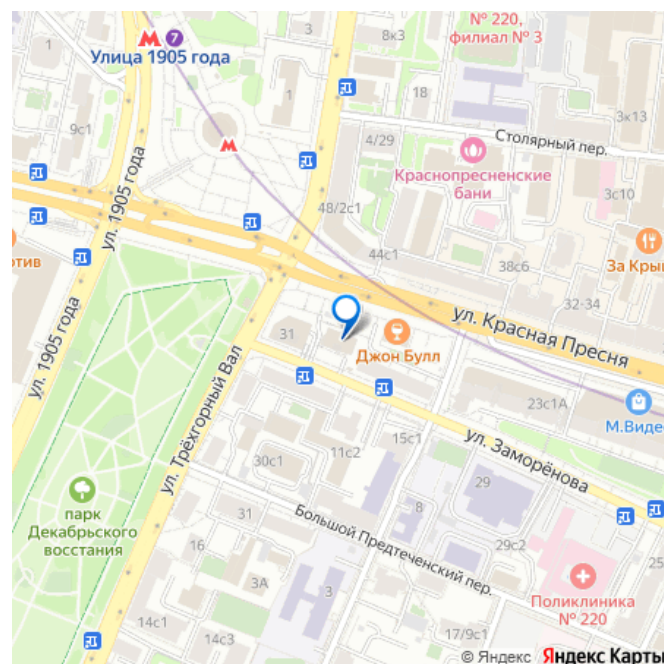 № 220,
филиал № 3
7
Улица 1905 года
8к3
1
1
18
3к13
9с1
4/29
Столярный пер.
Краснопресненские
бани
3с10
ул. 1905 года
48/2с1
44с1
38с6
За Кры
отив
32-34
ул. Красная Пресня
31
Джон Булл
ул. 1905 года
ул. Трёхгорный Вал
23с1А
М.Видео
15с1
ул. Заморёнова
11с2
30с1
29
парк
Декабрьского
восстания
31
8
Большой Предтеченский пер.
16
29с2
25
3А
3
Поликлиника
№ 220
14с1
14с3
17/9с1
© Яндекс Яндекс Карты